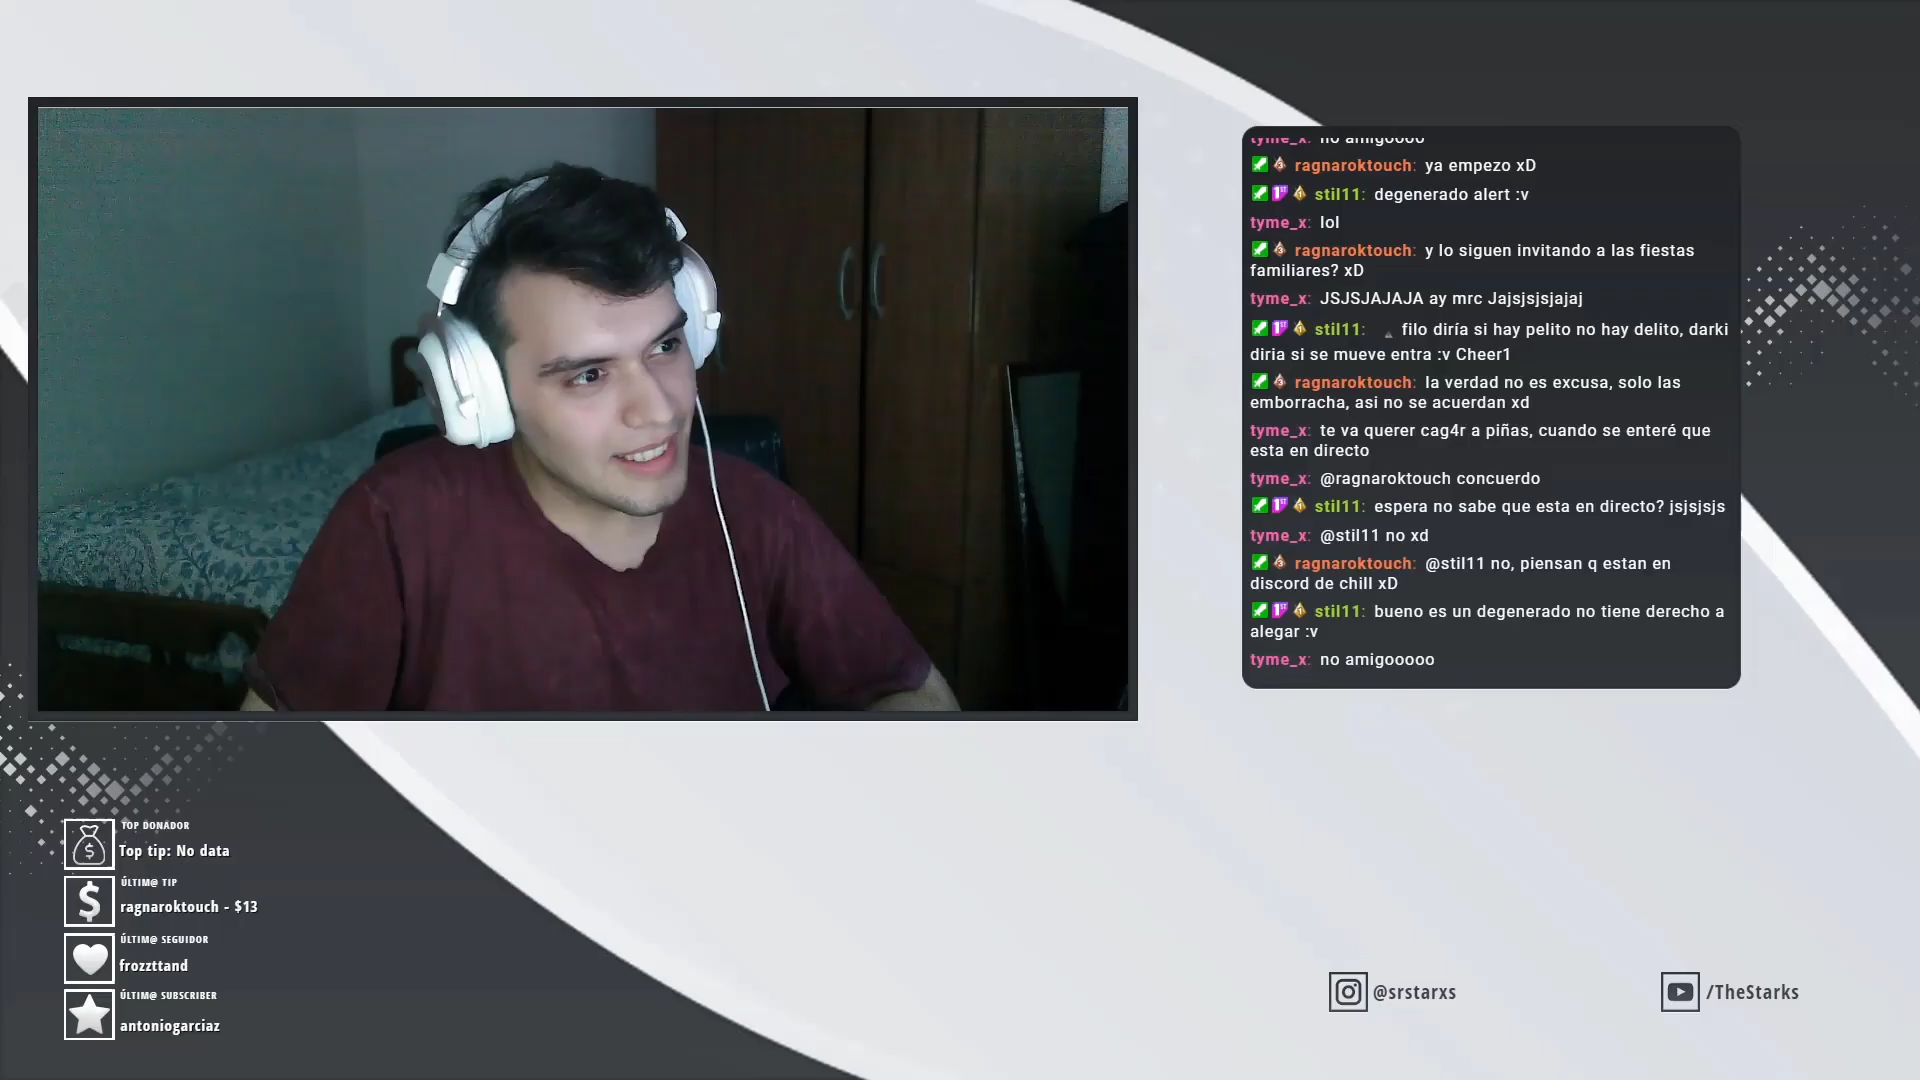 tyme_x: no amigoooo
ragnaroktouch: ya empezo xD
stil11: degenerado alert :v
tyme_x: lol
ragnaroktouch: y lo siguen invitando a las fiestas
familiares? xD
tyme_x: JSJSJAJAJA ay mrc Jajsjsjsjajaj
stil11: filo diría si hay pelito no hay delito, darki
diria si se mueve entra :v Cheer1
ragnaroktouch: la verdad no es excusa, solo las
emborracha, asi no se acuerdan xd
tyme_x: te va querer cag4r a piñas, cuando se enteré que
esta en directo
tyme_x: @ragnaroktouch concuerdo
stil11: espera no sabe que esta en directo? jsjsjsjs
tyme_x: @stil11 no xd
ragnaroktouch: @stil11 no, piensan q estan en
discord de chill xD
stil11: bueno es un degenerado no tiene derecho a
alegar :v
tyme_x: no amigooooo
TOP DONADOR
Top tip: No data
ÚLTIM@ TIP
ragnaroktouch - $13
ÚLTIM@ SEGUIDOR
frozzttand
ÚLTIM@ SUBSCRIBER
antoniogarciaz
@srstarxs
/TheStarks